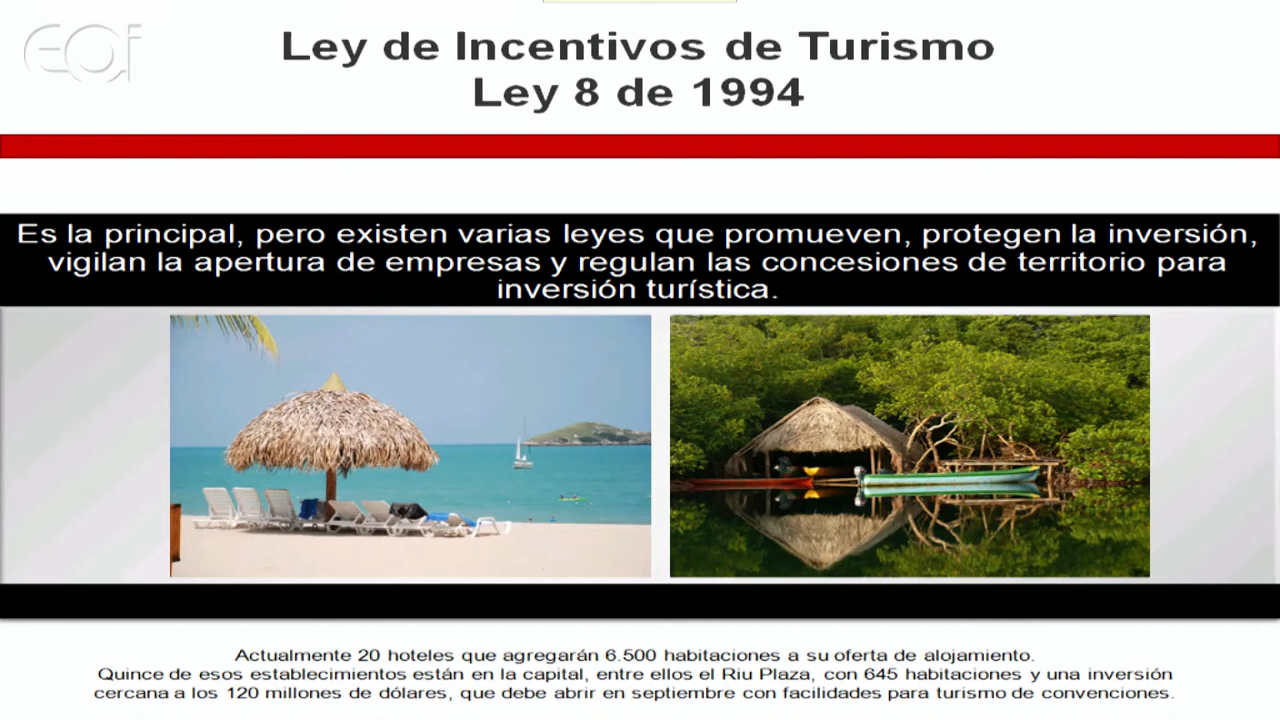 eoi
Ley de Incentivos de Turismo
Ley 8 de 1994
Es la principal, pero existen varias leyes que promueven, protegen la inversión,
vigilan la apertura de empresas y regulan las concesiones de territorio para
inversión turística.
Actualmente 20 hoteles que agregarán 6.500 habitaciones a su oferta de alojamiento.
Quince de esos establecimientos están en la capital, entre ellos el Riu Plaza, con 645 habitaciones y una inversión
cercana a los 120 millones de dólares, que debe abrir en septiembre con facilidades para turismo de convenciones.